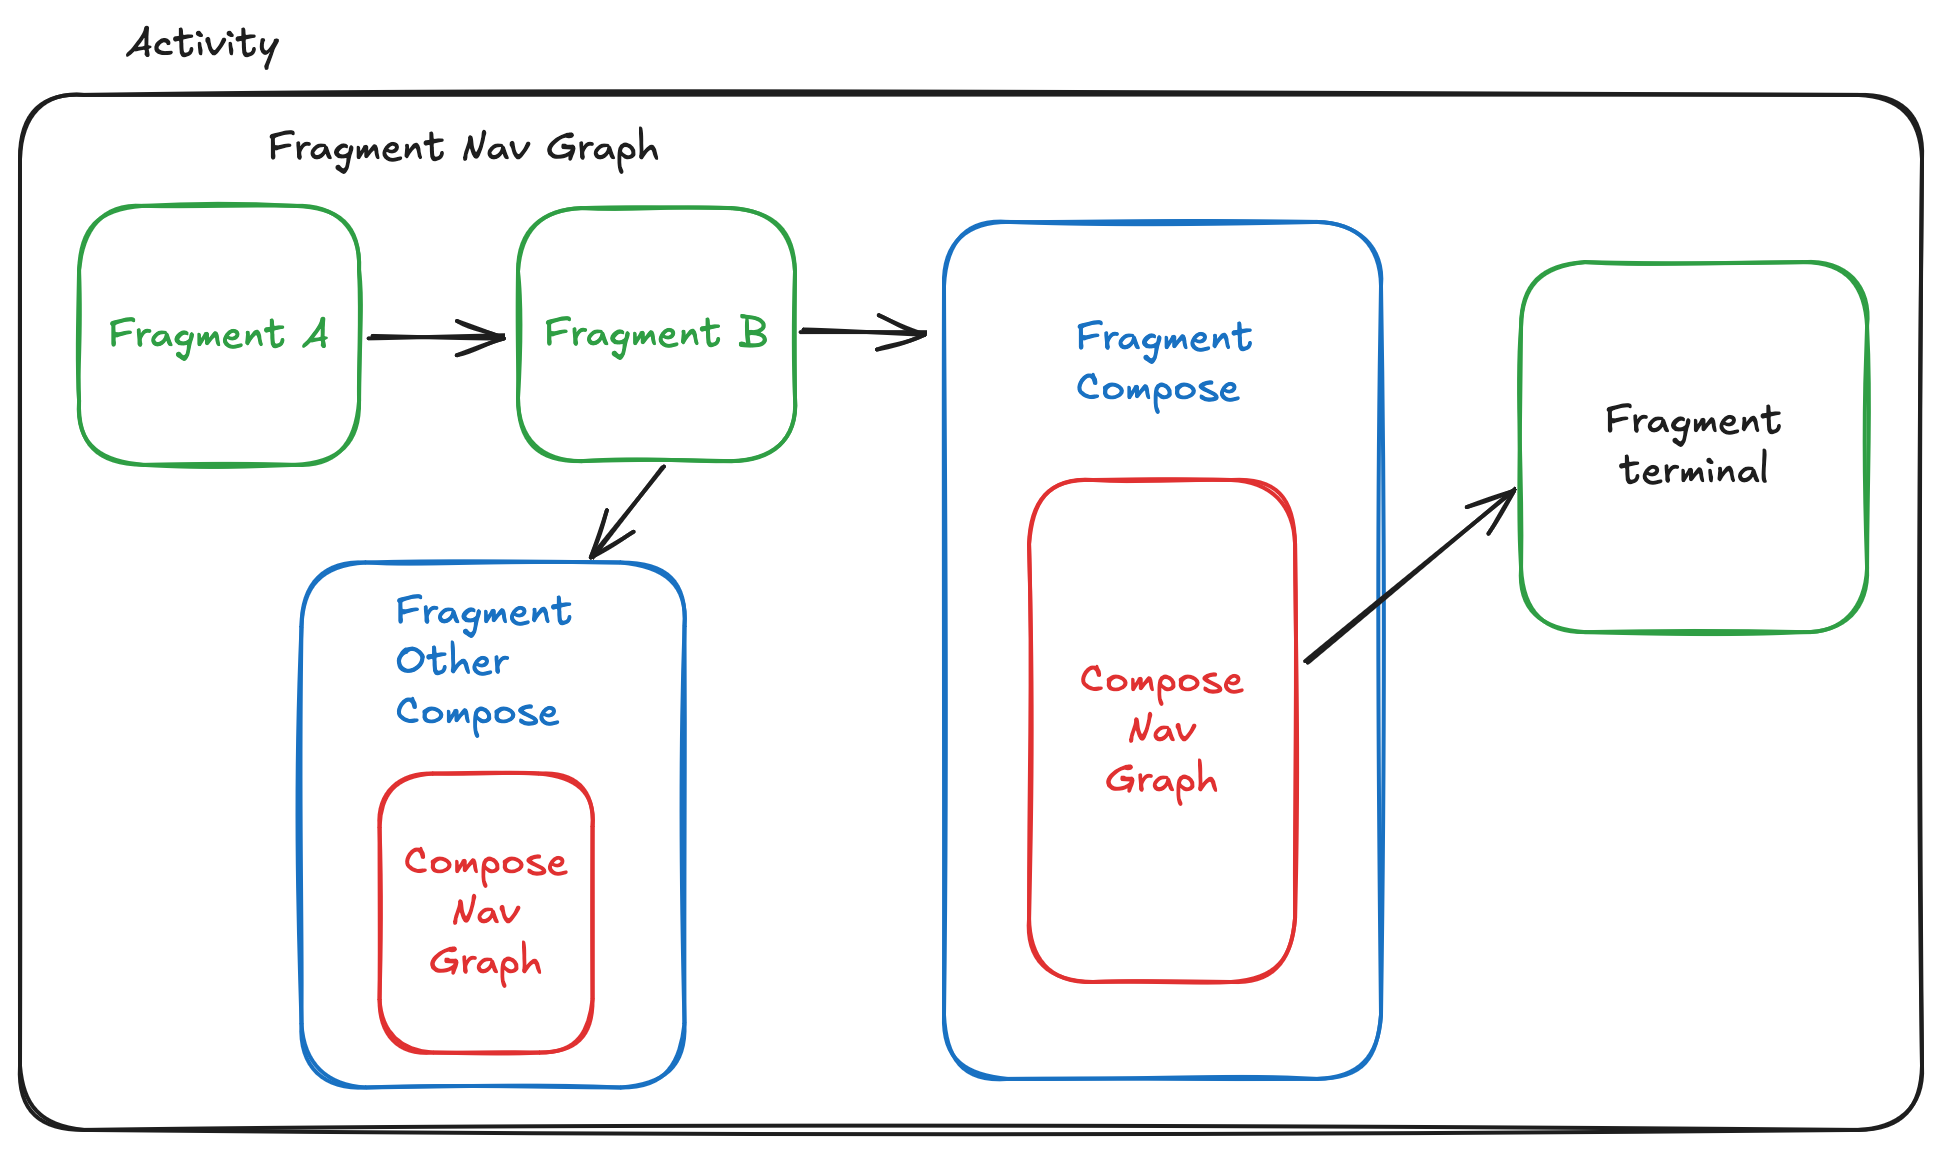 Activity
Fragment Nav Graph
Fragment A
Fragment B
Fragment
Compose
Fragment
terminal
Fragment
Other
Compose
Compose
Nav
Graph
Compose
Nav
Graph